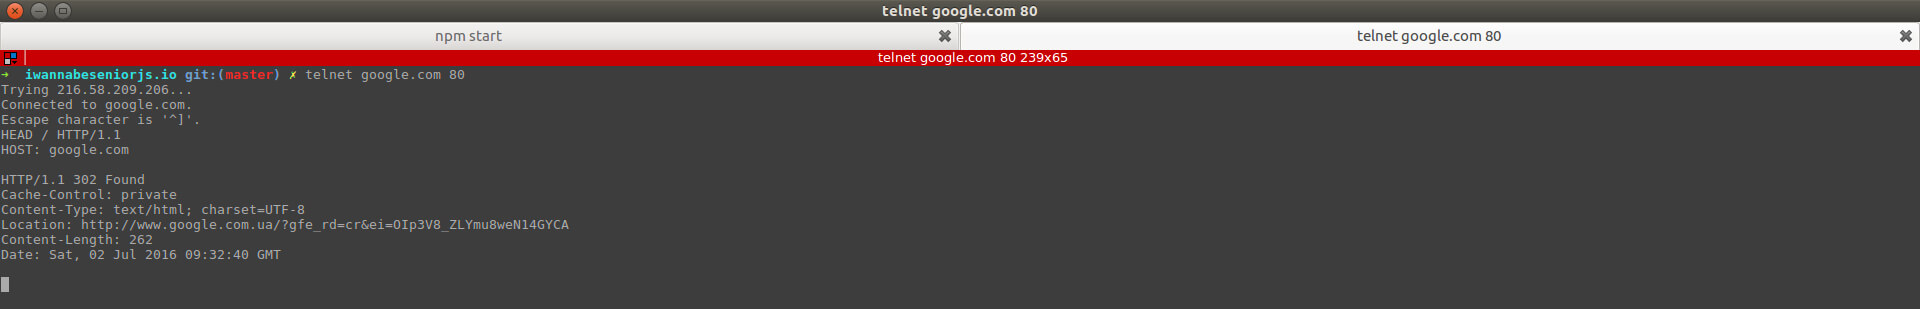 telnet google.com 80
npm start
telnet google.com 80
telnet google.com 80 239x65
➜  iwannabeseniorjs.io git:(master) ✗ telnet google.com 80
Trying 216.58.209.206...
Connected to google.com.
Escape character is '^]'.
HEAD / HTTP/1.1
HOST: google.com
HTTP/1.1 302 Found
Cache-Control: private
Content-Type: text/html; charset=UTF-8
Location: http://www.google.com.ua/?gfe_rd=cr&ei=OIp3V8_ZLYmu8weN14GYCA
Content-Length: 262
Date: Sat, 02 Jul 2016 09:32:40 GMT